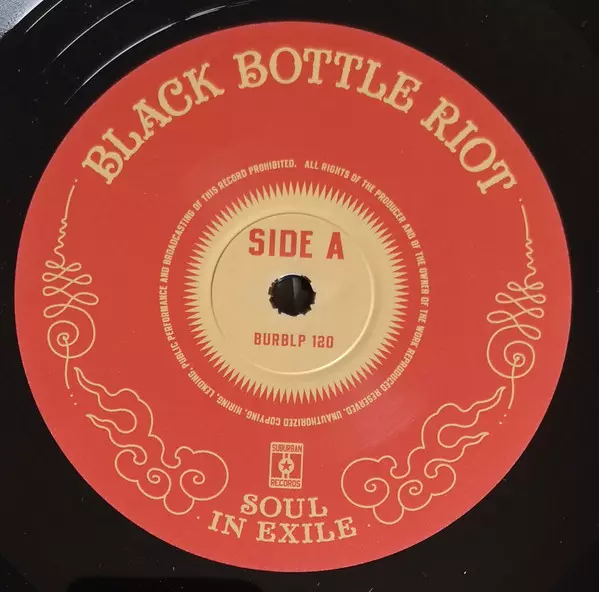 BLACK BOTTLE RIOT
ALL RIGHTS OF THE PRODUCER AND OF THE OWNER OF THE WORK REPRODUCED RESERVED. UNAUTHORIZED COPYING, HIRING, LENDING, PUBLIC PERFORMANCE AND BROADCASTING OF THIS RECORD PROHIBITED.
SIDE A
BURBLP 120
SUBURBAN
RECORDS
SOUL
IN EXILE